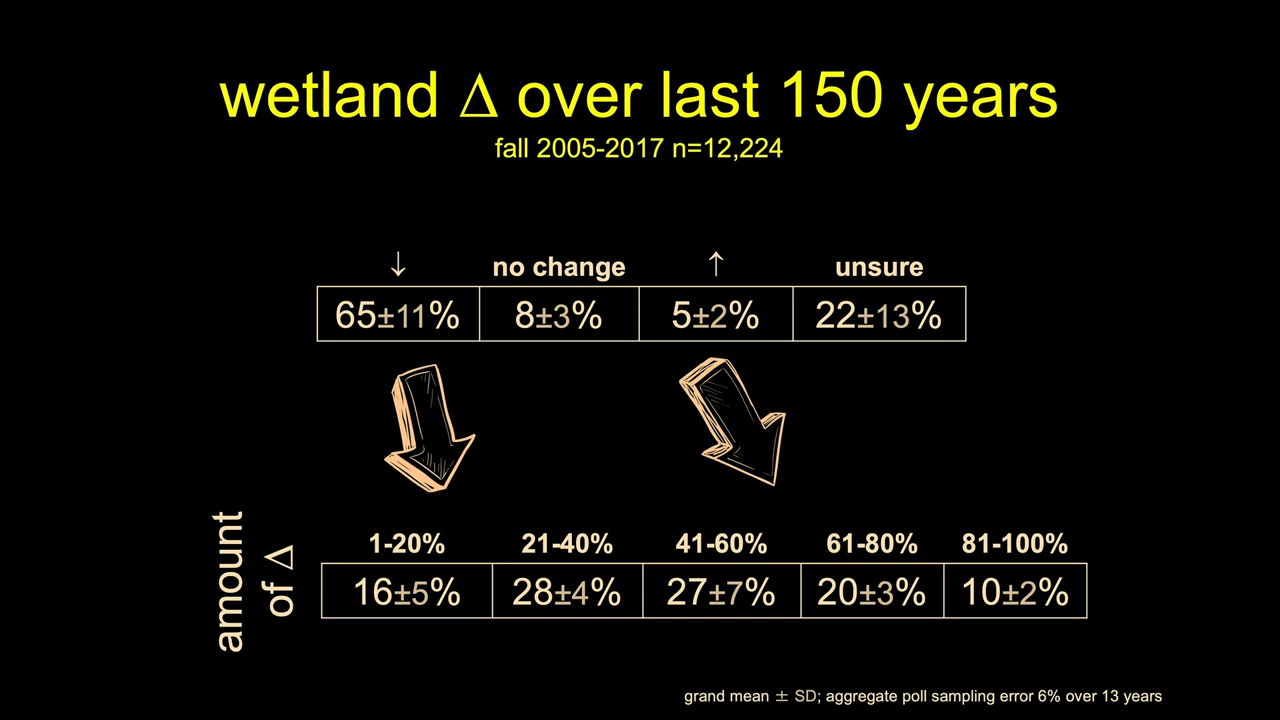 wetland Δ over last 150 years
fall 2005-2017 n=12,224
↓ no change ↑ unsure
65±11% 8±3% 5±2% 22±13%
amount of Δ
1-20% 21-40% 41-60% 61-80% 81-100%
16±5% 28±4% 27±7% 20±3% 10±2%
grand mean ± SD; aggregate poll sampling error 6% over 13 years